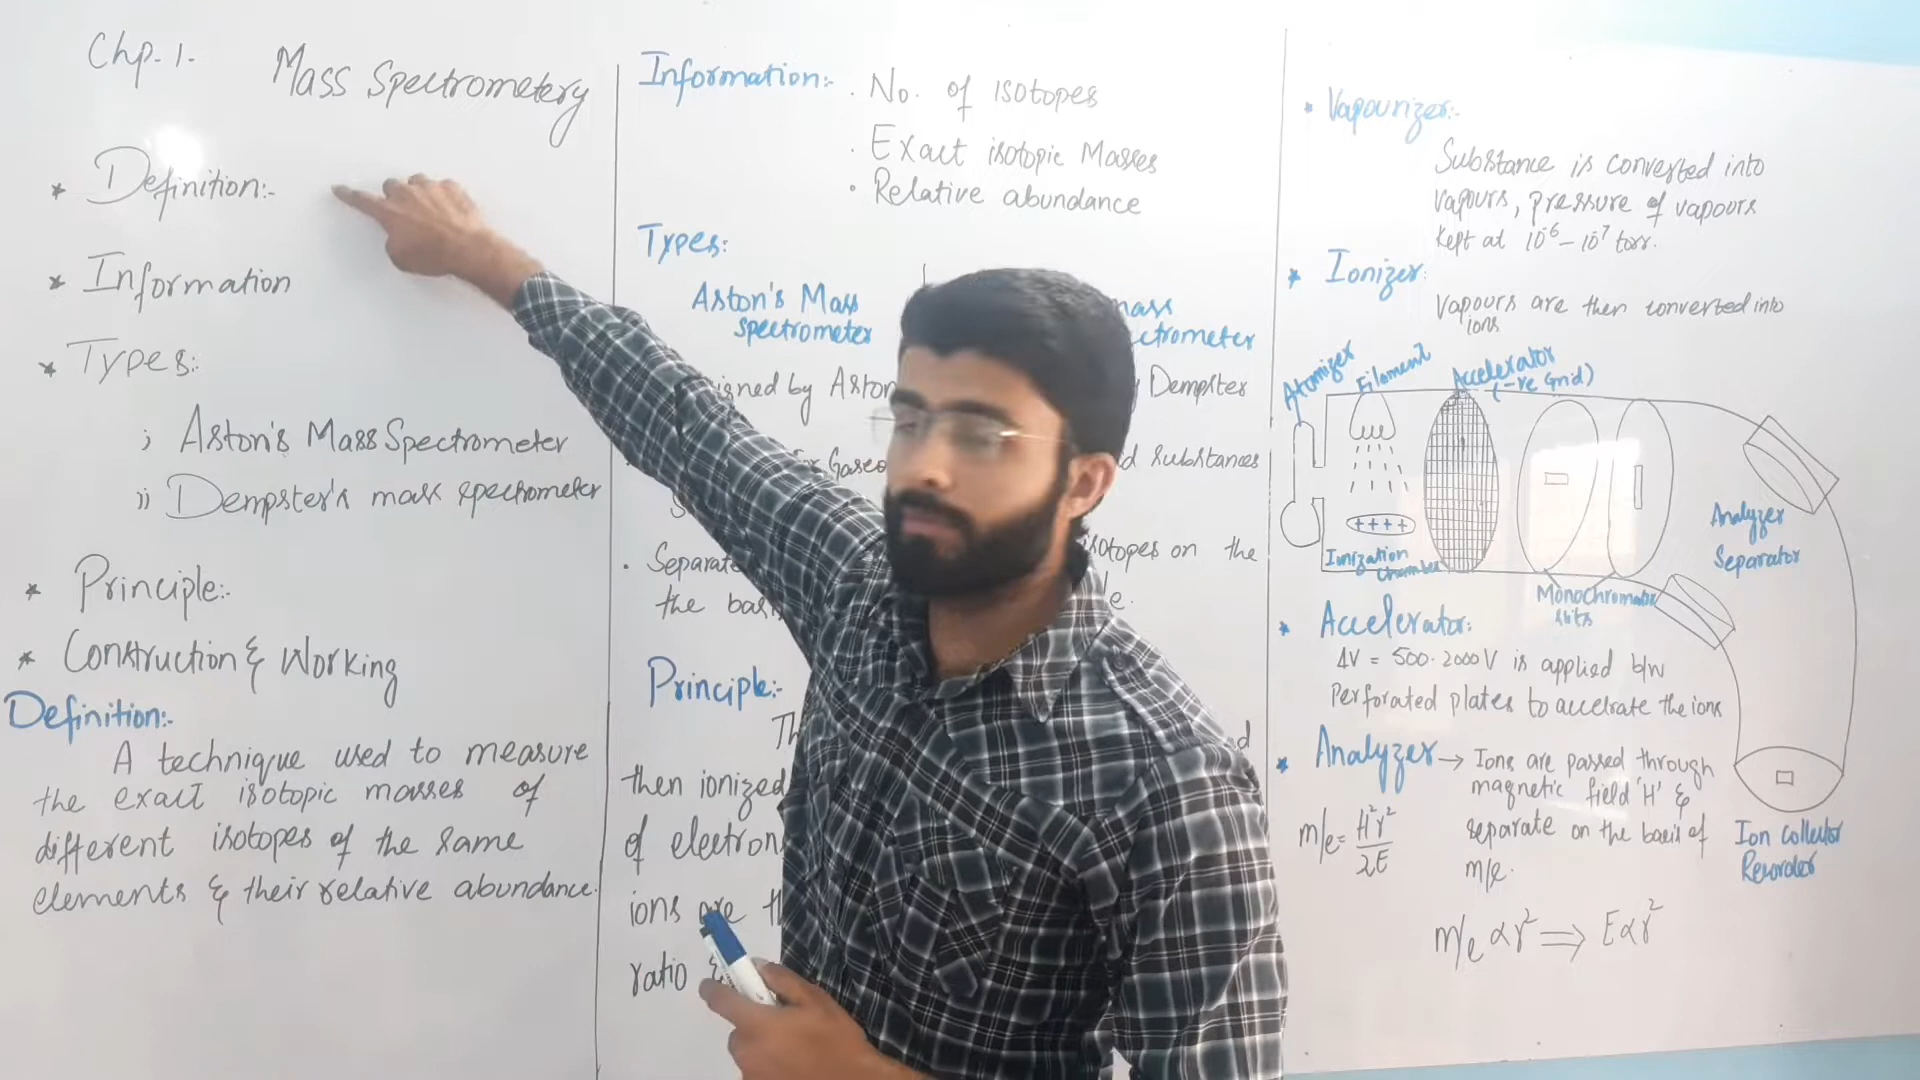 Chp. 1.
Mass Spectrometery
* Definition:-
* Information
* Types:
i Aston's Mass Spectrometer
ii Dempster's mass spectrometer
* Principle:-
* Construction & Working
Definition:-
A technique used to measure
the exact isotopic masses of
different isotopes of the same
elements & their relative abundance.
Information:-
. No. of isotopes
. Exact isotopic Masses
. Relative abundance
Types:
Aston's Mass
spectrometer
mass
ctrometer
igned by Aston
Dempster
Gaseo
d substances
S
. Separate
the basi
isotopes on the
e.
Principle:-
Th
d
then ionized
of electron
ions are th
ratio &
* Vapourizer:-
Substance is converted into
vapours, pressure of vapours
kept at 10⁻⁶ - 10⁻⁷ torr.
* Ionizer:
Vapours are then converted into
ions
Atomizer
Filament
Accelerator
(-ve Grid)
++++
Ionization
Chamber
Monochromator
slits
Analyzer
Separator
* Accelerator:
ΔV = 500-2000V is applied b/w
Perforated plates to accelrate the ions
* Analyzer → Ions are passed through
magnetic field 'H' &
separate on the basis of
m/e.
m/e = H²r²/2E
Ion collector
Recorder
m/e ∝ r² ⇒ E ∝ r²